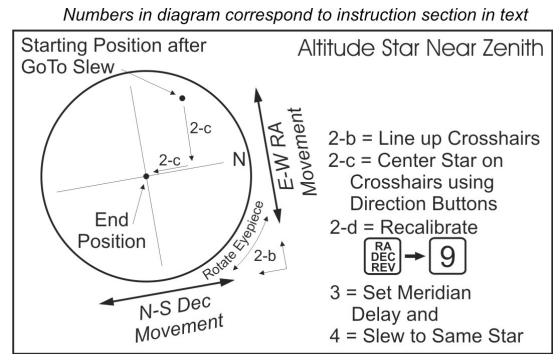 Numbers in diagram correspond to instruction section in text
Starting Position after
GoTo Slew
Altitude Star Near Zenith
2-c
2-c
N
End
Position
E-W RA
Movement
Rotate Eyepiece
2-b
N-S Dec
Movement
2-b = Line up Crosshairs
2-c = Center Star on
Crosshairs using
Direction Buttons
2-d = Recalibrate
RA
DEC
REV
9
3 = Set Meridian
Delay and
4 = Slew to Same Star